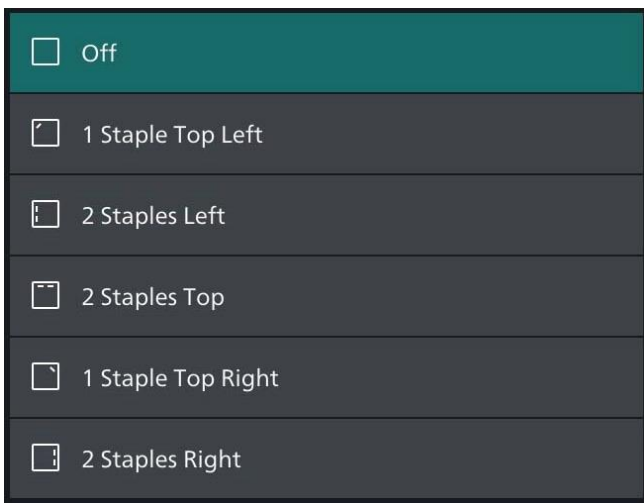 Off
1 Staple Top Left
2 Staples Left
2 Staples Top
1 Staple Top Right
2 Staples Right